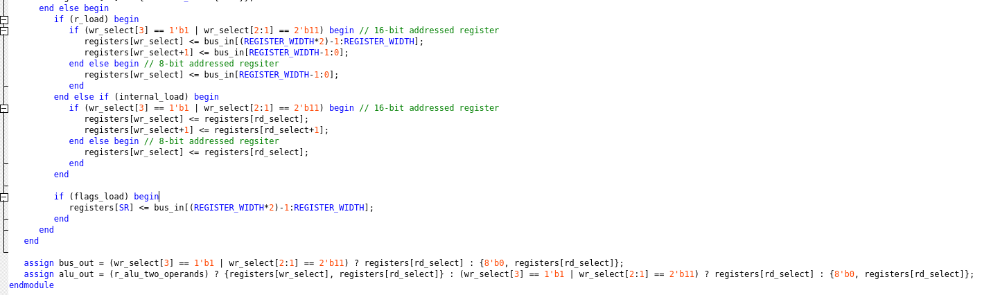 end else begin
if (r_load) begin
if (wr_select[3] == 1'b1 | wr_select[2:1] == 2'b11) begin // 16-bit addressed register
registers[wr_select] <= bus_in[(REGISTER_WIDTH*2)-1:REGISTER_WIDTH];
registers[wr_select+1] <= bus_in[REGISTER_WIDTH-1:0];
end else begin // 8-bit addressed regsiter
registers[wr_select] <= bus_in[REGISTER_WIDTH-1:0];
end
end else if (internal_load) begin
if (wr_select[3] == 1'b1 | wr_select[2:1] == 2'b11) begin // 16-bit addressed register
registers[wr_select] <= registers[rd_select];
registers[wr_select+1] <= registers[rd_select+1];
end else begin // 8-bit addressed regsiter
registers[wr_select] <= registers[rd_select];
end
end
if (flags_load) begin
registers[SR] <= bus_in[(REGISTER_WIDTH*2)-1:REGISTER_WIDTH];
end
end
end
assign bus_out = (wr_select[3] == 1'b1 | wr_select[2:1] == 2'b11) ? registers[rd_select] : {8'b0, registers[rd_select]};
assign alu_out = (r_alu_two_operands) ? {registers[wr_select], registers[rd_select]} : (wr_select[3] == 1'b1 | wr_select[2:1] == 2'b11) ? registers[rd_select] : {8'b0, registers[rd_select]};
endmodule